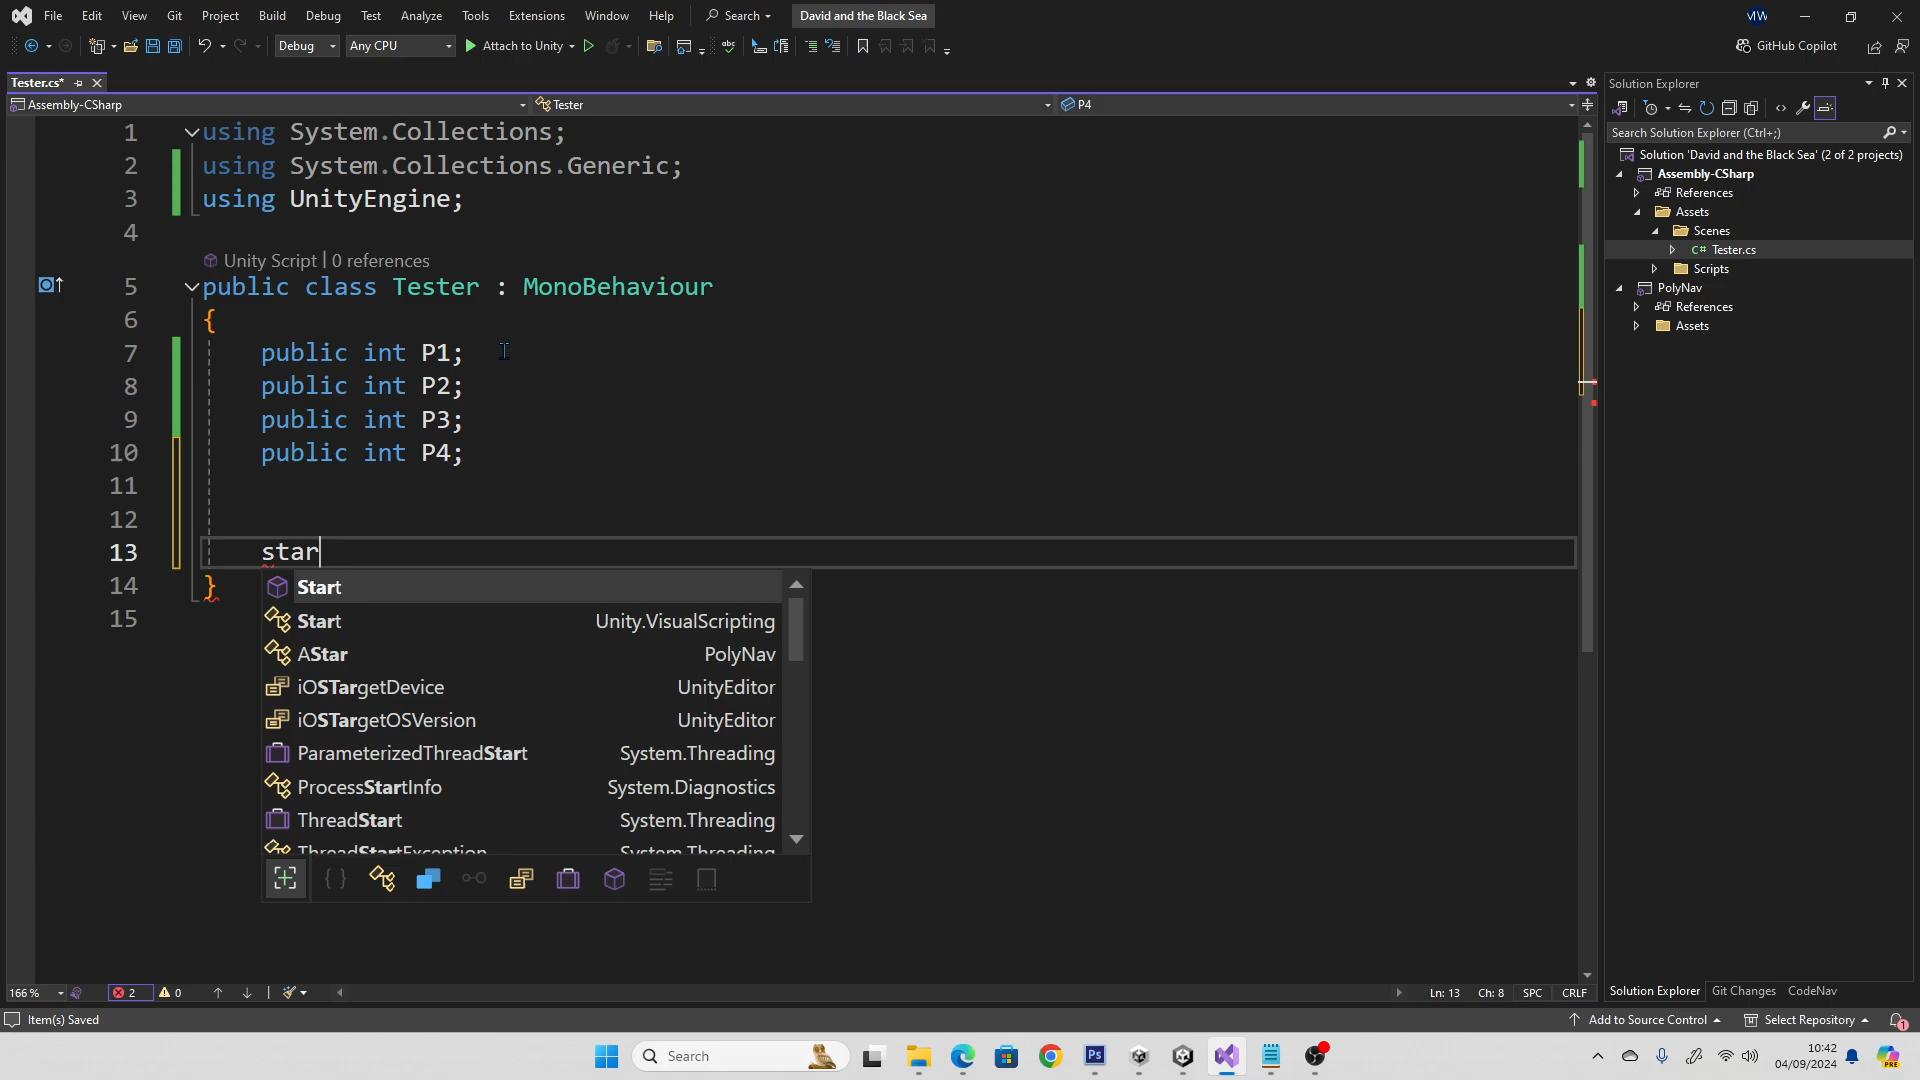 File Edit View Git Project Build Debug Test Analyze Tools Extensions Window Help Search David and the Black Sea
Debug Any CPU Attach to Unity GitHub Copilot
Tester.cs*
Assembly-CSharp Tester P4
1 using System.Collections;
2 using System.Collections.Generic;
3 using UnityEngine;
4
Unity Script | 0 references
5 public class Tester : MonoBehaviour
6 {
7 public int P1;
8 public int P2;
9 public int P3;
10 public int P4;
11
12
13 star
14 }
15
Start
Start Unity.VisualScripting
AStar PolyNav
iOSTargetDevice UnityEditor
iOSTargetOSVersion UnityEditor
ParameterizedThreadStart System.Threading
ProcessStartInfo System.Diagnostics
ThreadStart System.Threading
ThreadStartException System.Threading
Solution Explorer
Search Solution Explorer (Ctrl+;)
Solution 'David and the Black Sea' (2 of 2 projects)
Assembly-CSharp
References
Assets
Scenes
C# Tester.cs
Scripts
PolyNav
References
Assets
166 % 2 0 Ln: 13 Ch: 8 SPC CRLF
Solution Explorer Git Changes CodeNav
Item(s) Saved Add to Source Control Select Repository 1
Search Ps 10:42
04/09/2024
PRE